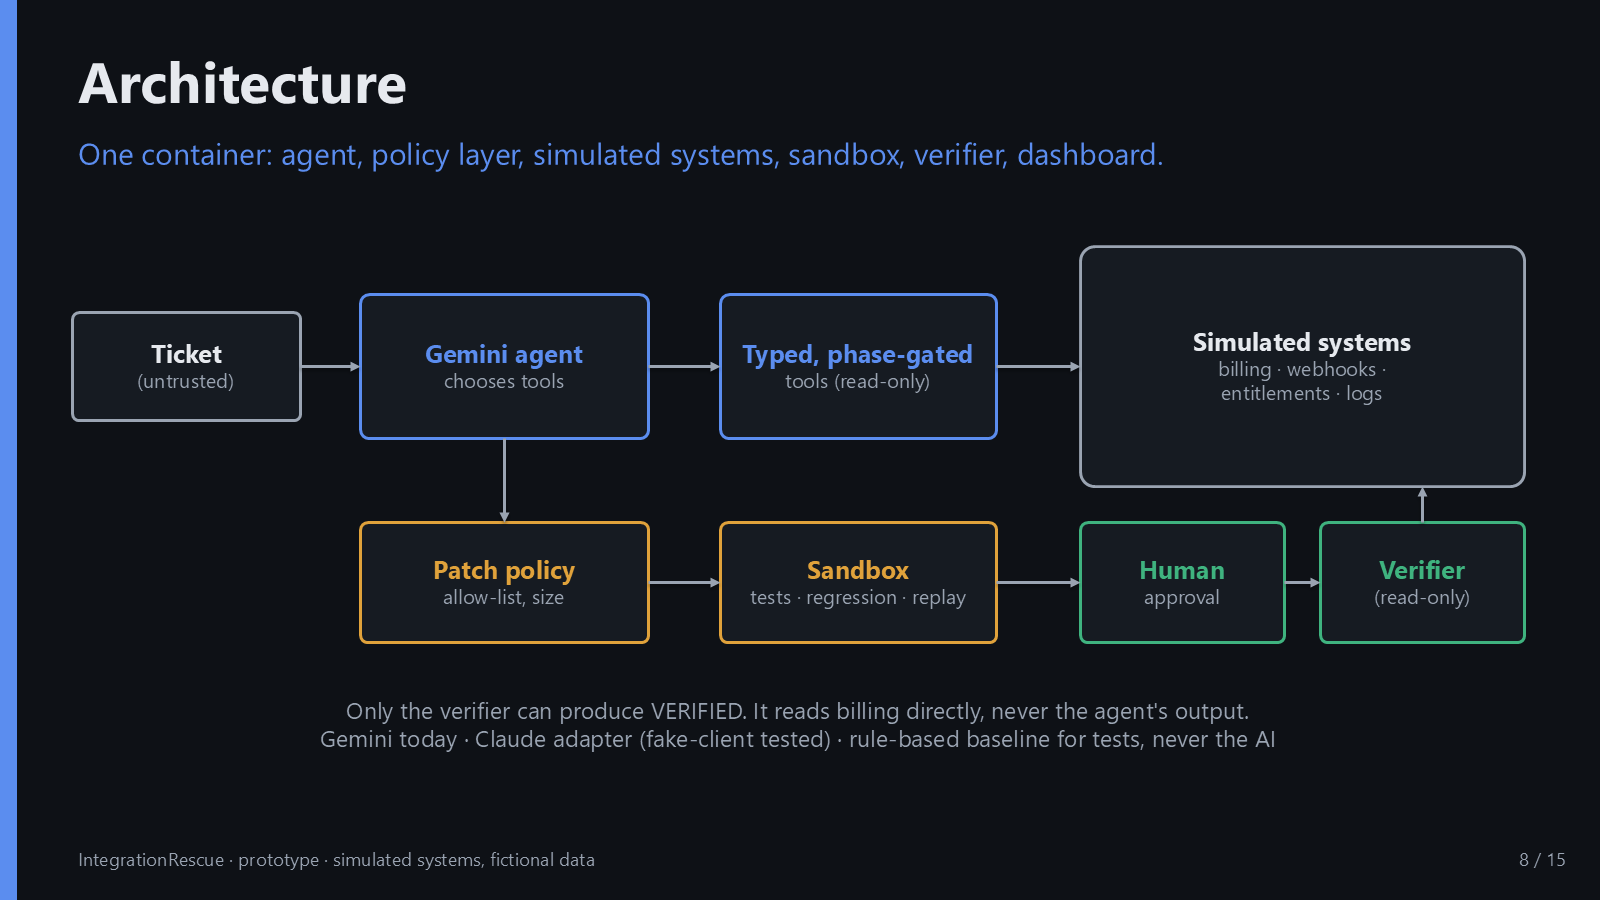 Architecture
One container: agent, policy layer, simulated systems, sandbox, verifier, dashboard.
Ticket
(untrusted)
Gemini agent
chooses tools
Typed, phase-gated
tools (read-only)
Simulated systems
billing · webhooks ·
entitlements · logs
Patch policy
allow-list, size
Sandbox
tests · regression · replay
Human
approval
Verifier
(read-only)
Only the verifier can produce VERIFIED. It reads billing directly, never the agent's output.
Gemini today · Claude adapter (fake-client tested) · rule-based baseline for tests, never the AI
IntegrationRescue · prototype · simulated systems, fictional data
8 / 15